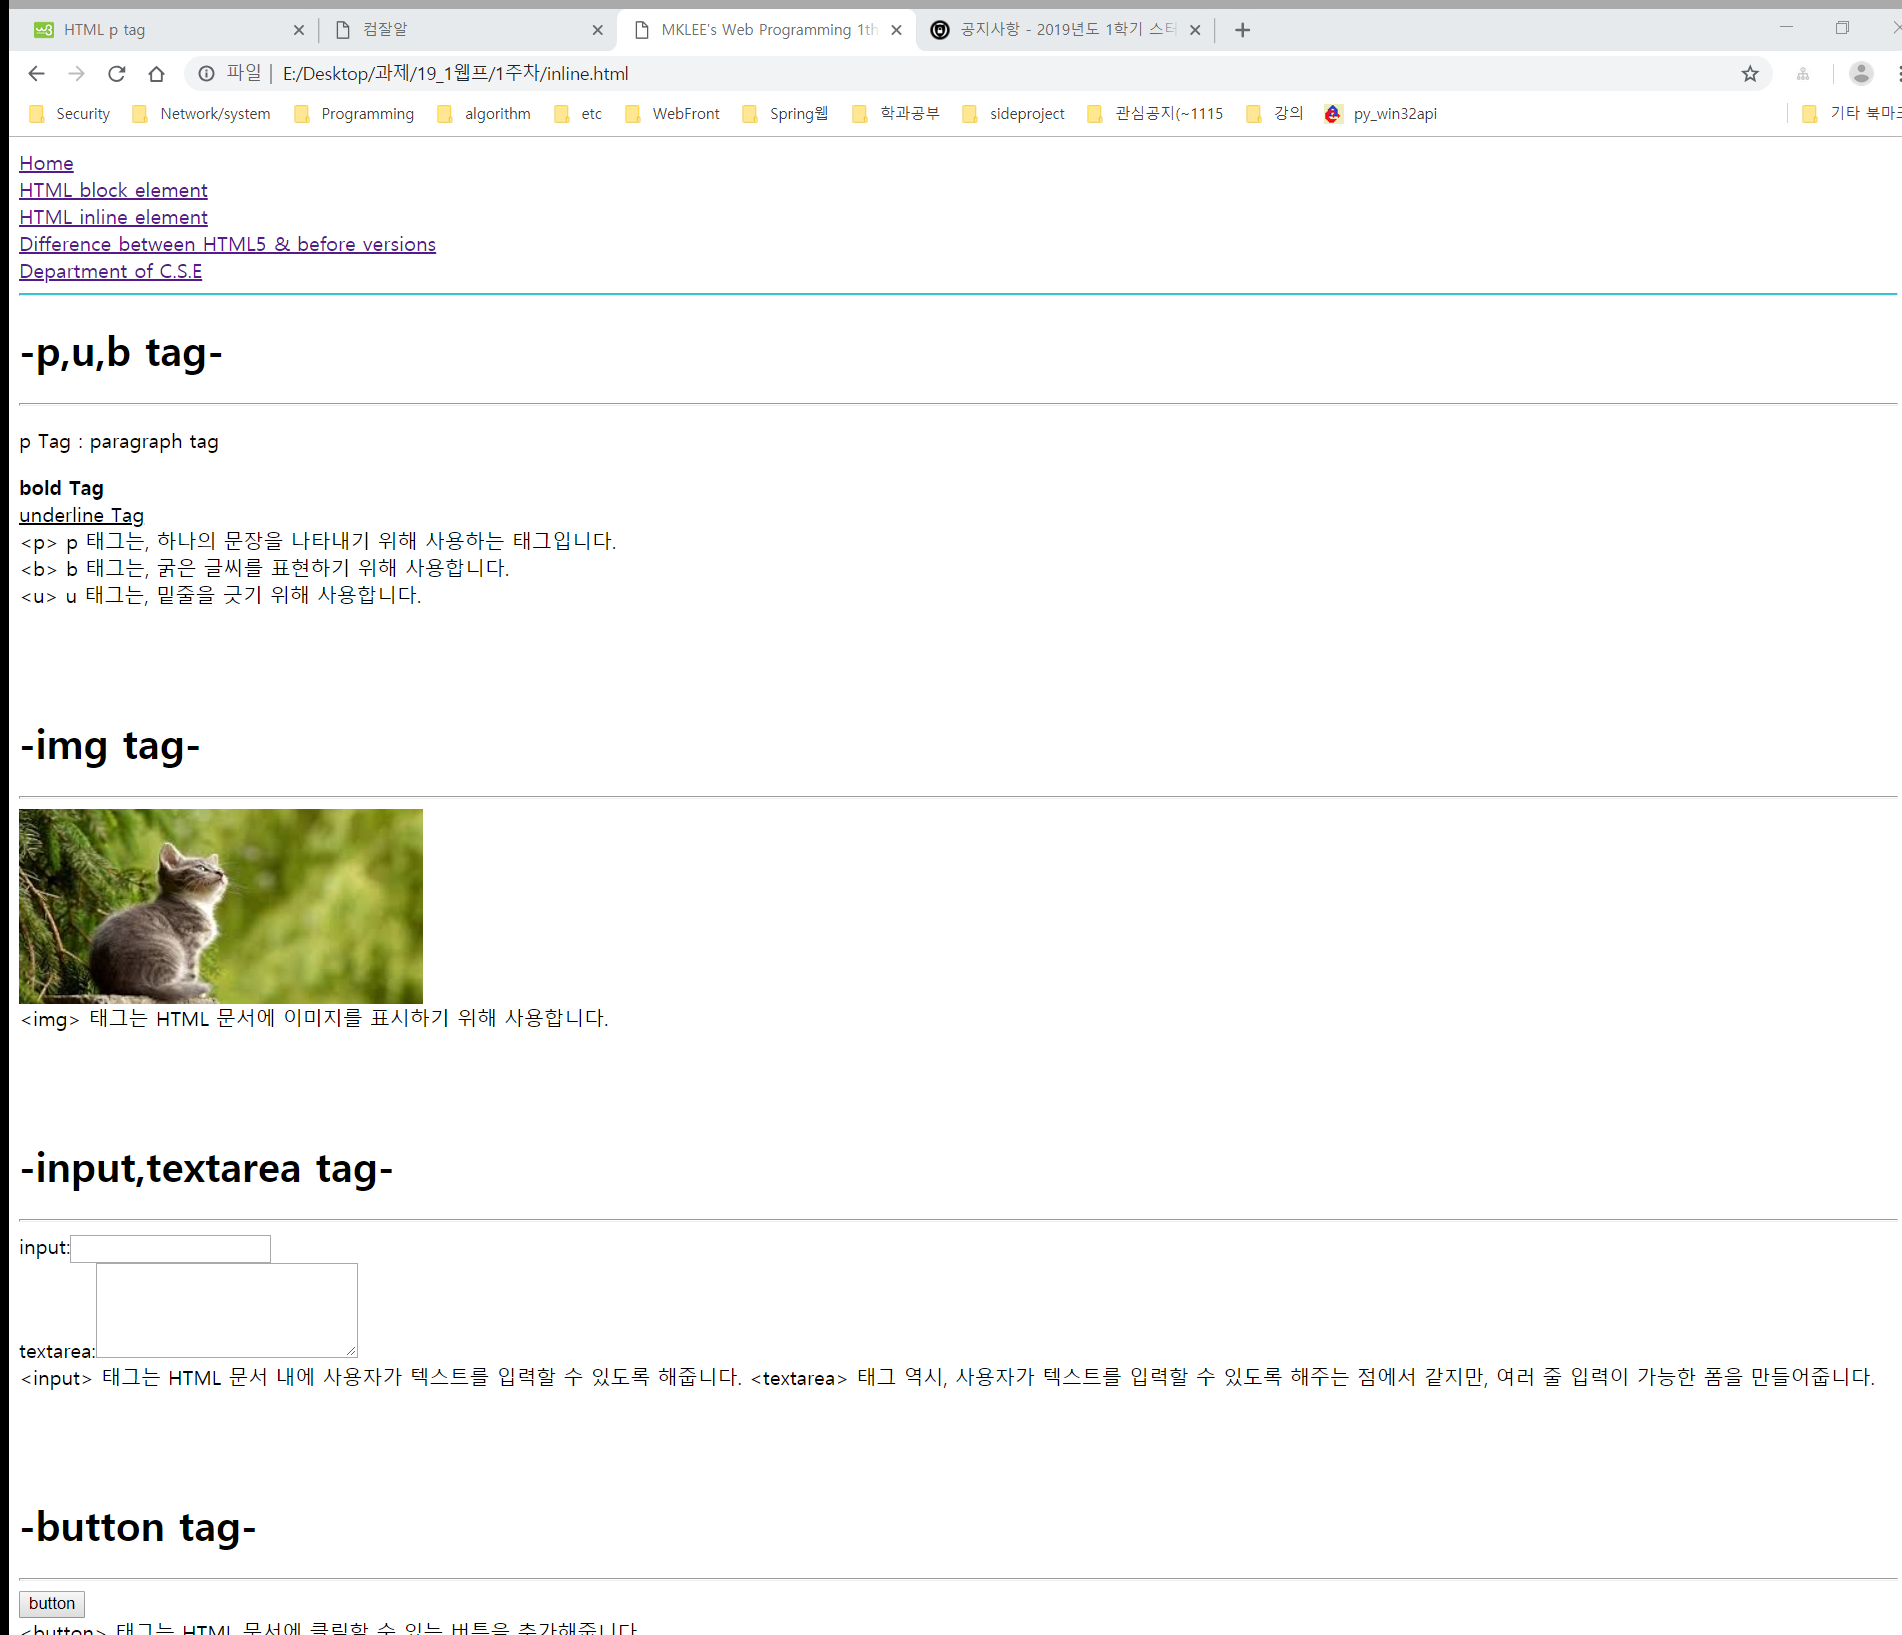 HTML p tag
컴잘알
MKLEE's Web Programming 1th
공지사항 - 2019년도 1학기 스
파일 | E:/Desktop/과제/19_1웹프/1주차/inline.html
Security Network/system Programming algorithm etc WebFront Spring웹 학과공부 sideproject 관심공지(~1115 강의 py_win32api 기타 북마크
Home
HTML block element
HTML inline element
Difference between HTML5 & before versions
Department of C.S.E
-p,u,b tag-
p Tag : paragraph tag
bold Tag
underline Tag
<p> p 태그는, 하나의 문장을 나타내기 위해 사용하는 태그입니다.
<b> b 태그는, 굵은 글씨를 표현하기 위해 사용합니다.
<u> u 태그는, 밑줄을 긋기 위해 사용합니다.
-img tag-
<img> 태그는 HTML 문서에 이미지를 표시하기 위해 사용합니다.
-input,textarea tag-
input:
textarea:
<input> 태그는 HTML 문서 내에 사용자가 텍스트를 입력할 수 있도록 해줍니다. <textarea> 태그 역시, 사용자가 텍스트를 입력할 수 있도록 해주는 점에서 같지만, 여러 줄 입력이 가능한 폼을 만들어줍니다.
-button tag-
button
<button> 태그는 HTML 문서에 클릭할 수 있는 버튼을 추가해줍니다